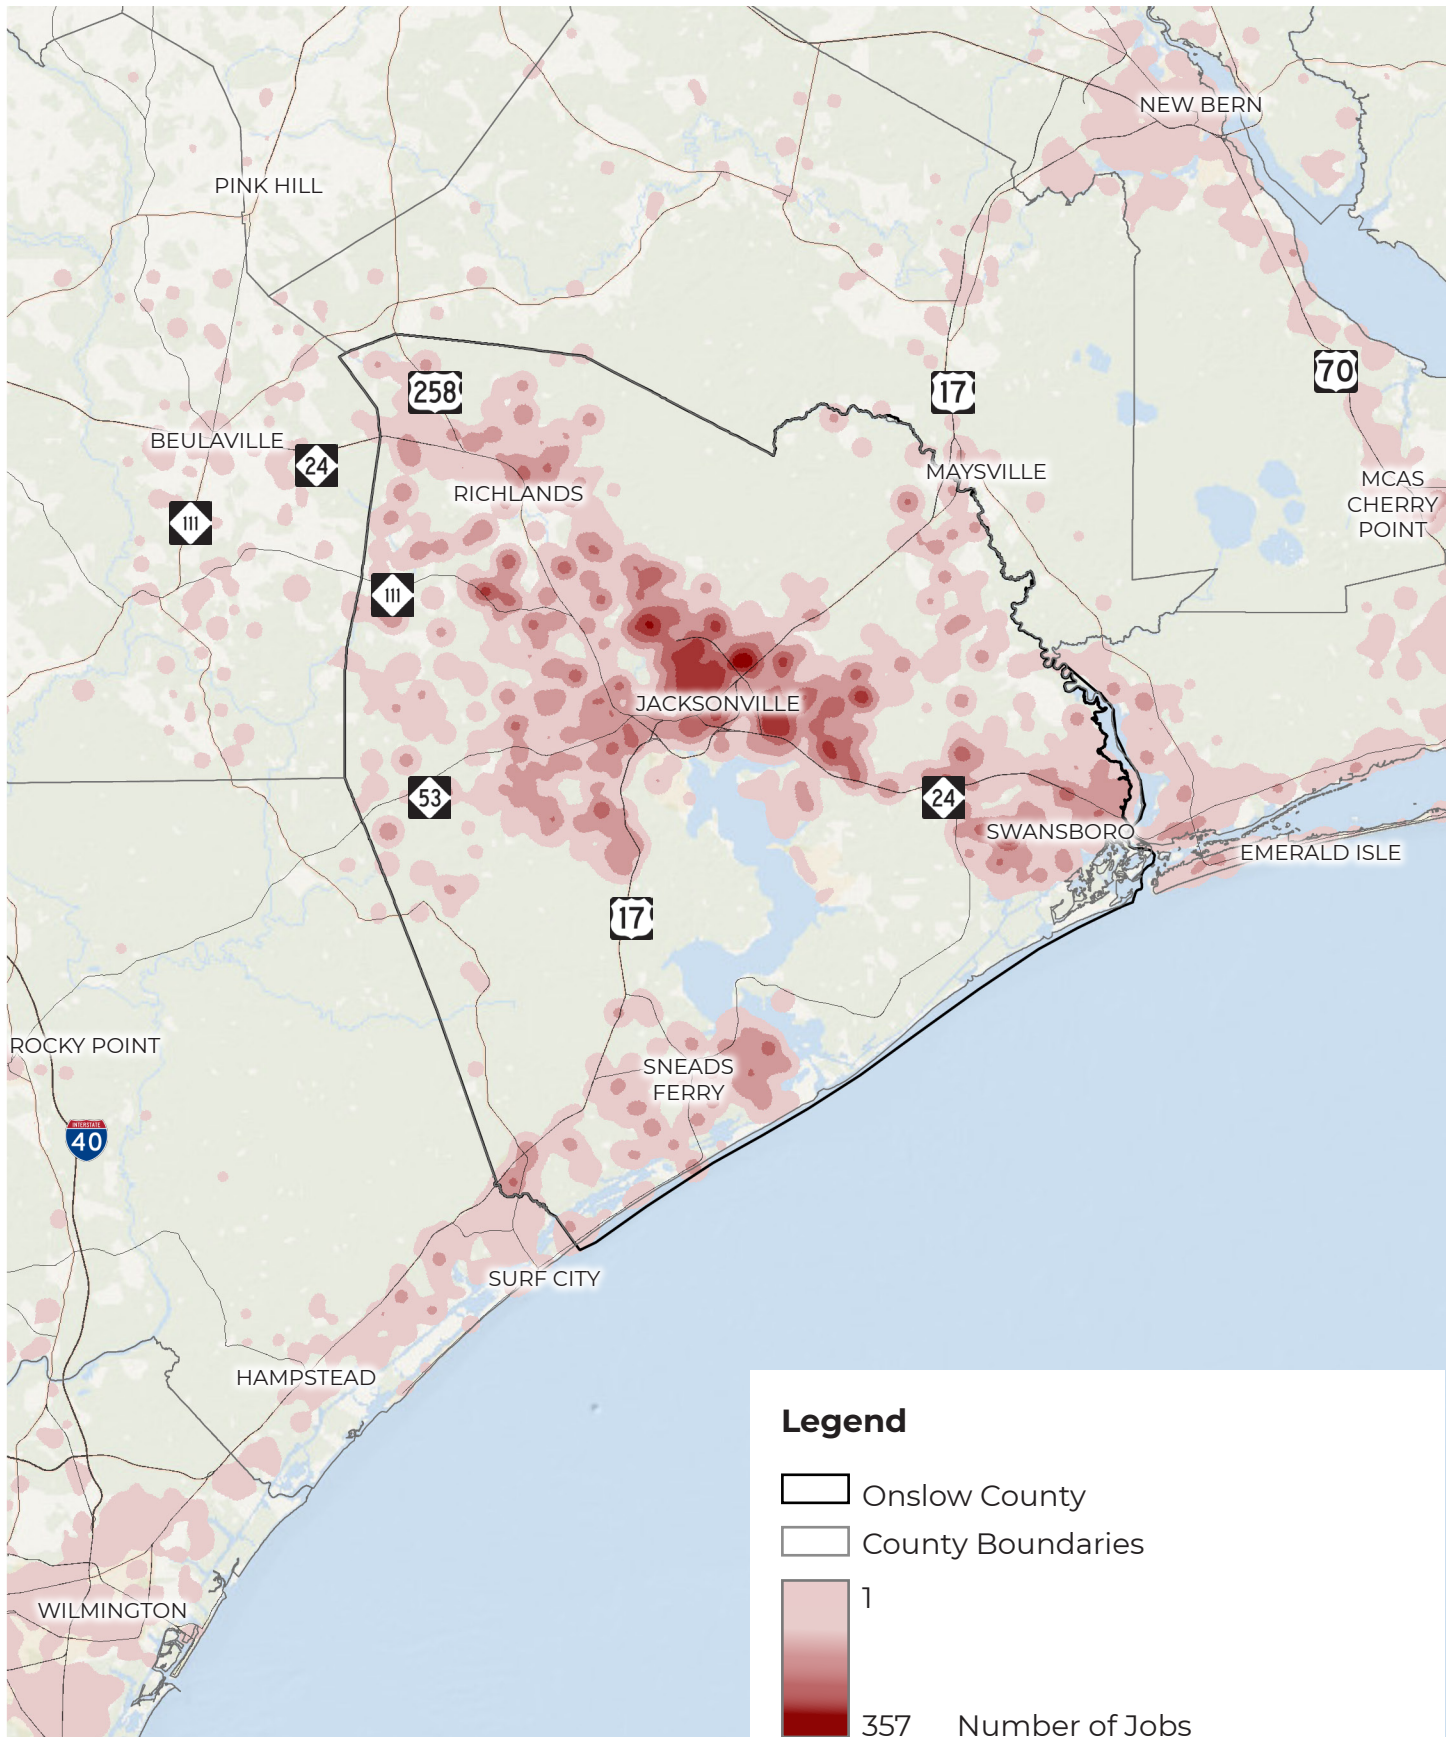 NEW BERN
PINK HILL
70
258
17
BEULAVILLE
24
MAYSVILLE
MCAS
CHERRY
POINT
RICHLANDS
111
111
JACKSONVILLE
53
24
SWANSBORO
EMERALD ISLE
17
ROCKY POINT
SNEADS
FERRY
INTERSTATE
40
SURF CITY
HAMPSTEAD
WILMINGTON
Legend
Onslow County
County Boundaries
1
357 Number of Jobs